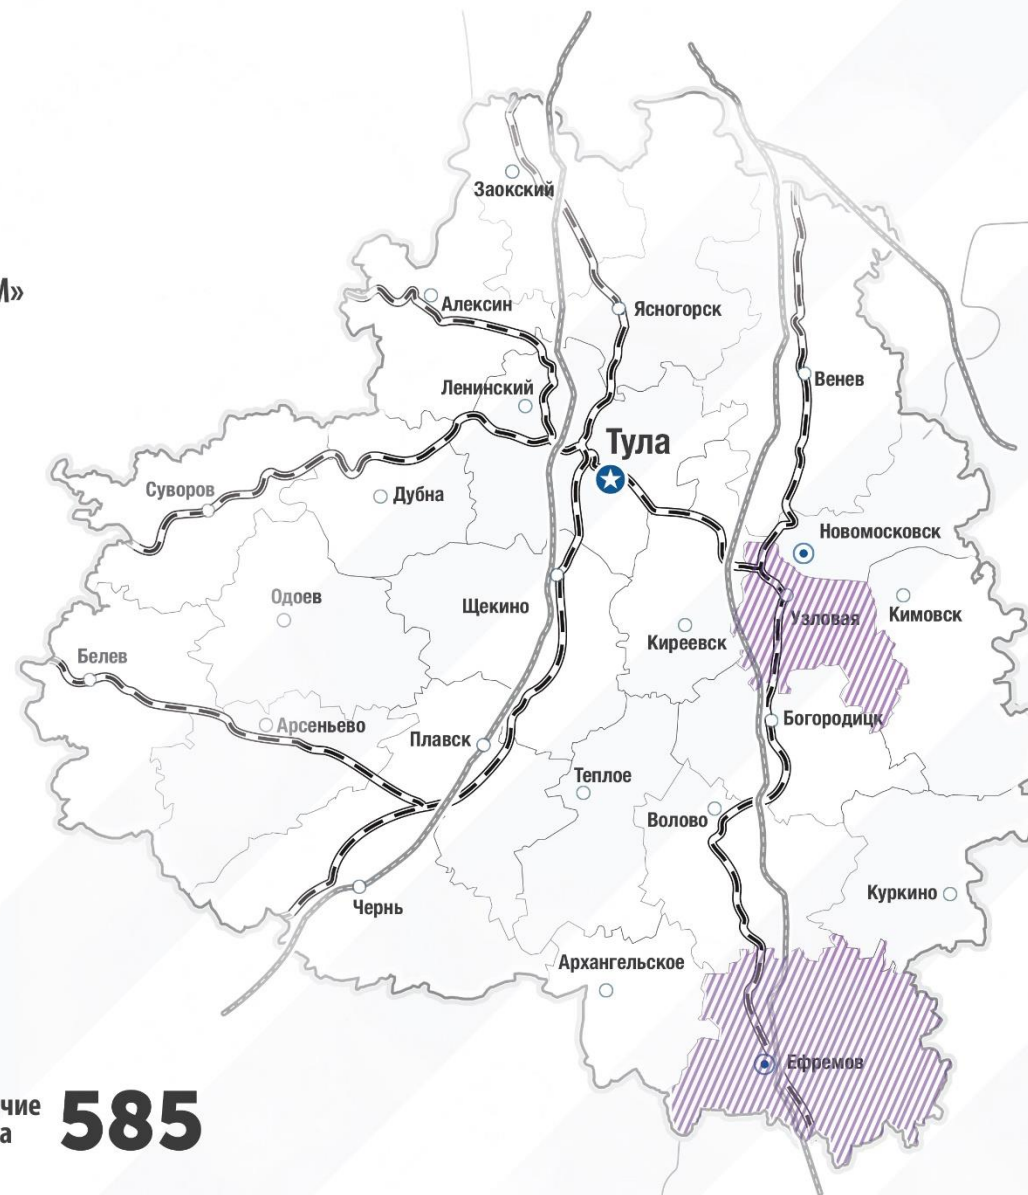 Заокский
М»
Алексин
Ясногорск
Ленинский
Венев
Тула
Суворов
Дубна
Новомосковск
Одоев
Щекино
Узловая
Кимовск
Киреевск
Белев
Арсеньево
Плавск
Богородицк
Теплое
Волово
Куркино
Чернь
Архангельское
Ефремов
чие
а
585